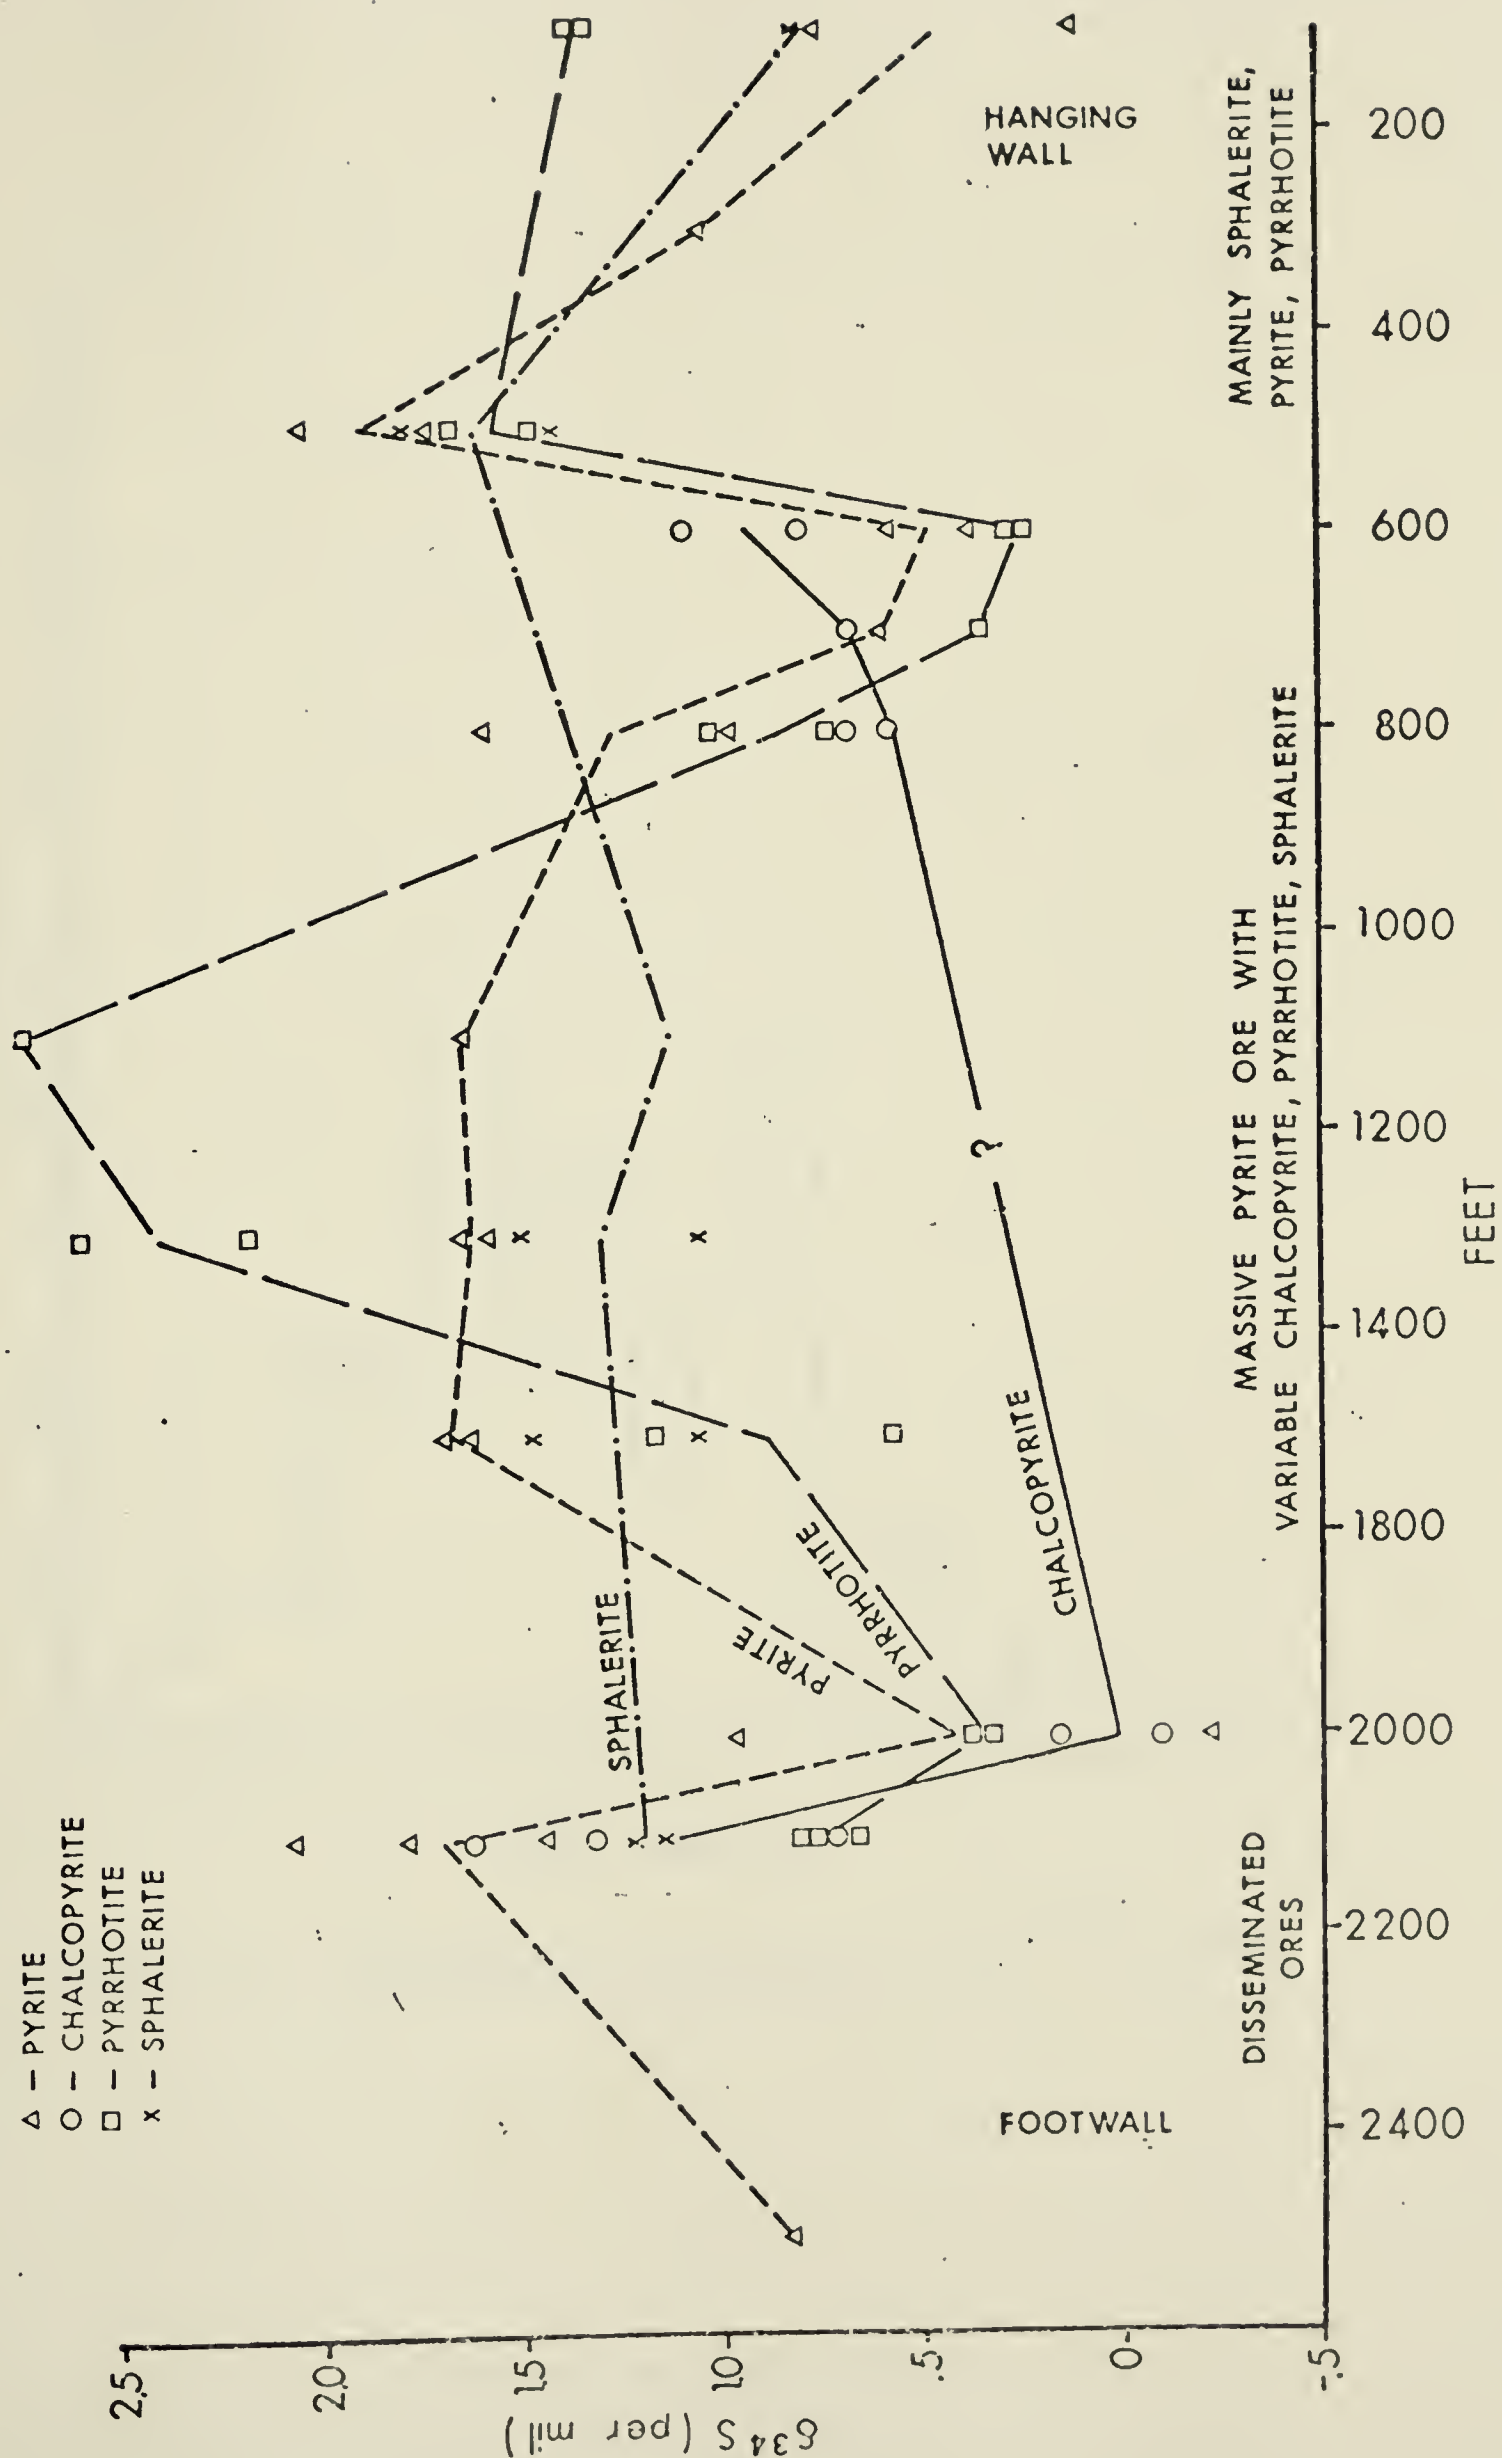 △ – PYRITE
○ – CHALCOPYRITE
□ – PYRRHOTITE
x – SPHALERITE
2.5
2.0
1.5
1.0
.5
0
-.5
δ34 S (per mil)
SPHALERITE
PYRITE
PYRRHOTITE
CHALCOPYRITE
?
FOOTWALL
HANGING
WALL
DISSEMINATED
ORES
MASSIVE PYRITE ORE WITH
VARIABLE CHALCOPYRITE, PYRRHOTITE, SPHALERITE
MAINLY SPHALERITE,
PYRITE, PYRRHOTITE
2400
2200
2000
1800
1400
1200
1000
800
600
400
200
FEET